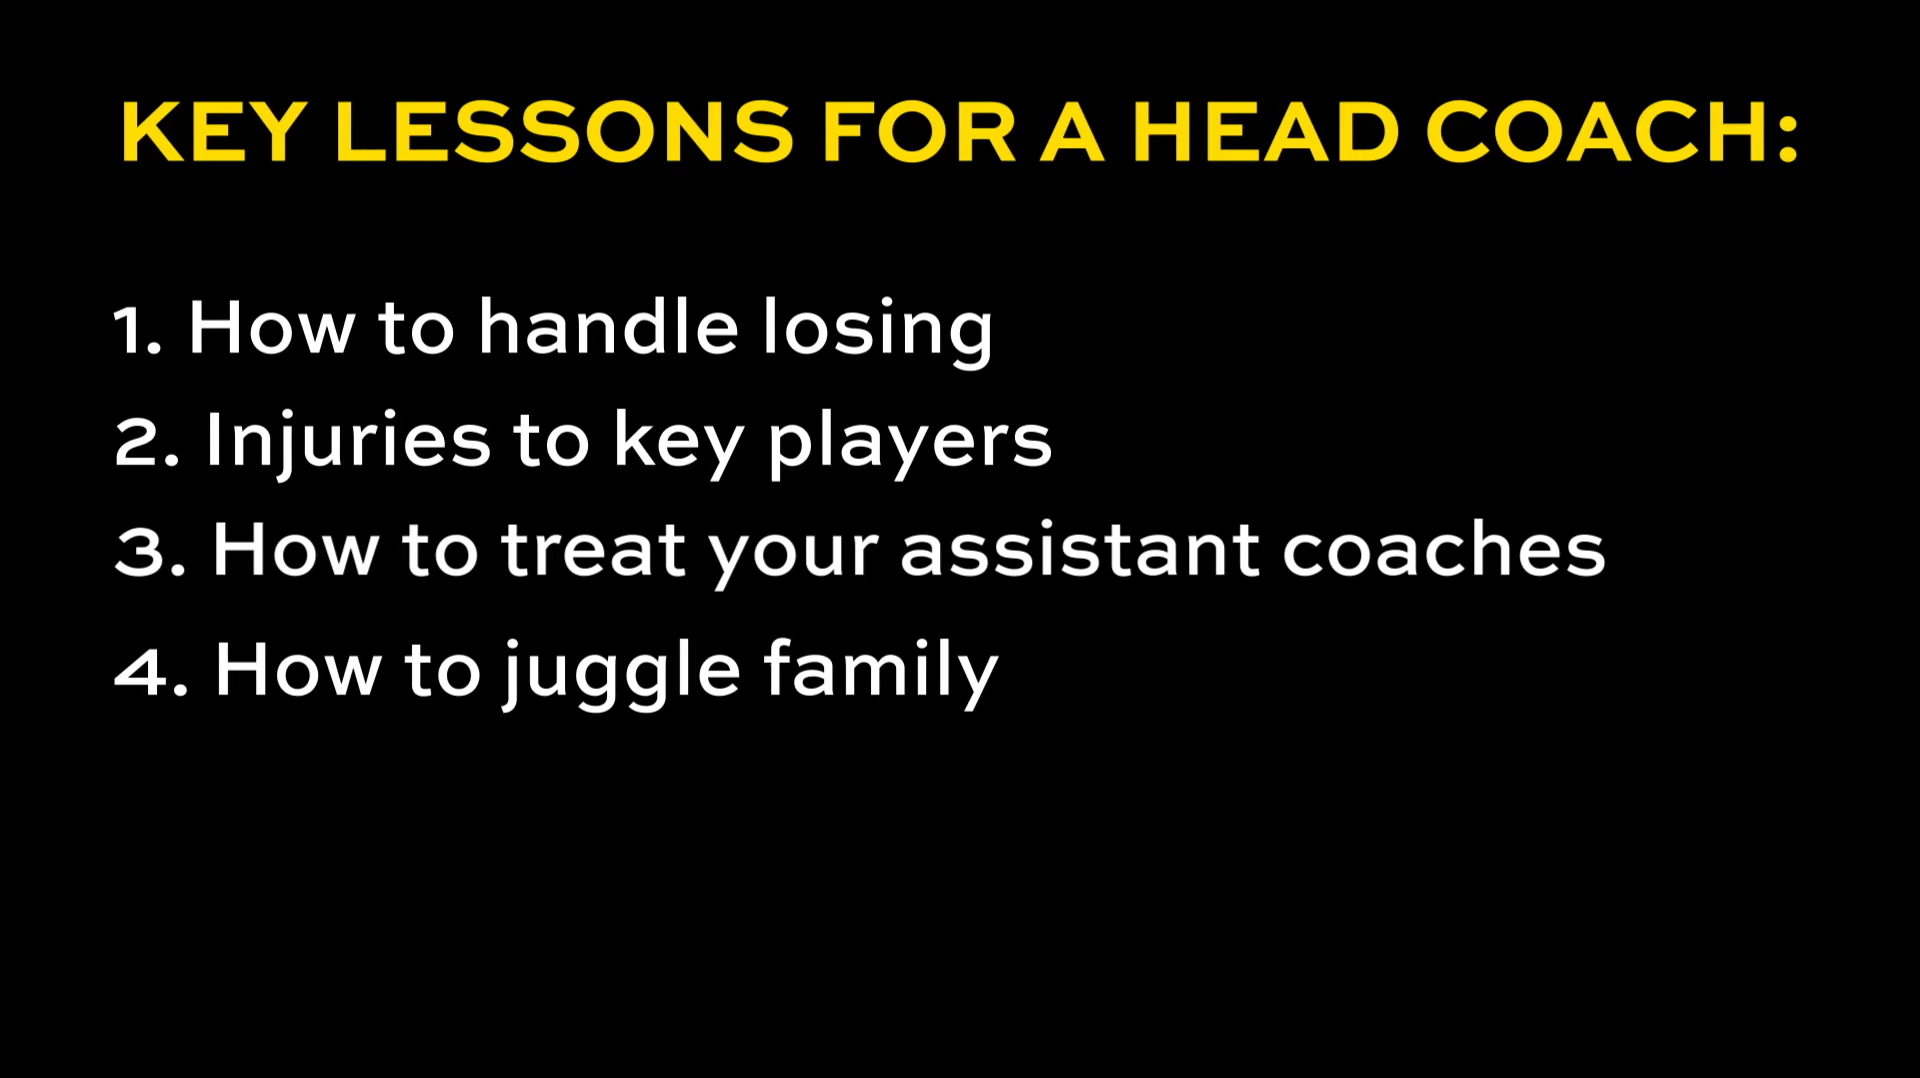 KEY LESSONS FOR A HEAD COACH:
1. How to handle losing
2. Injuries to key players
3. How to treat your assistant coaches
4. How to juggle family